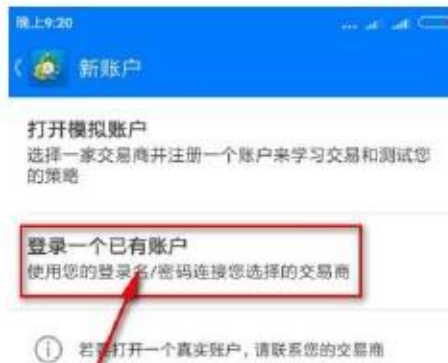 晚上9:20
新账户
打开模拟账户
选择一家交易商并注册一个账户来学习交易和测试您
的策略
登录一个已有账户
使用您的登录名/密码连接您选择的交易商
若要打开一个真实账户，请联系您的交易商